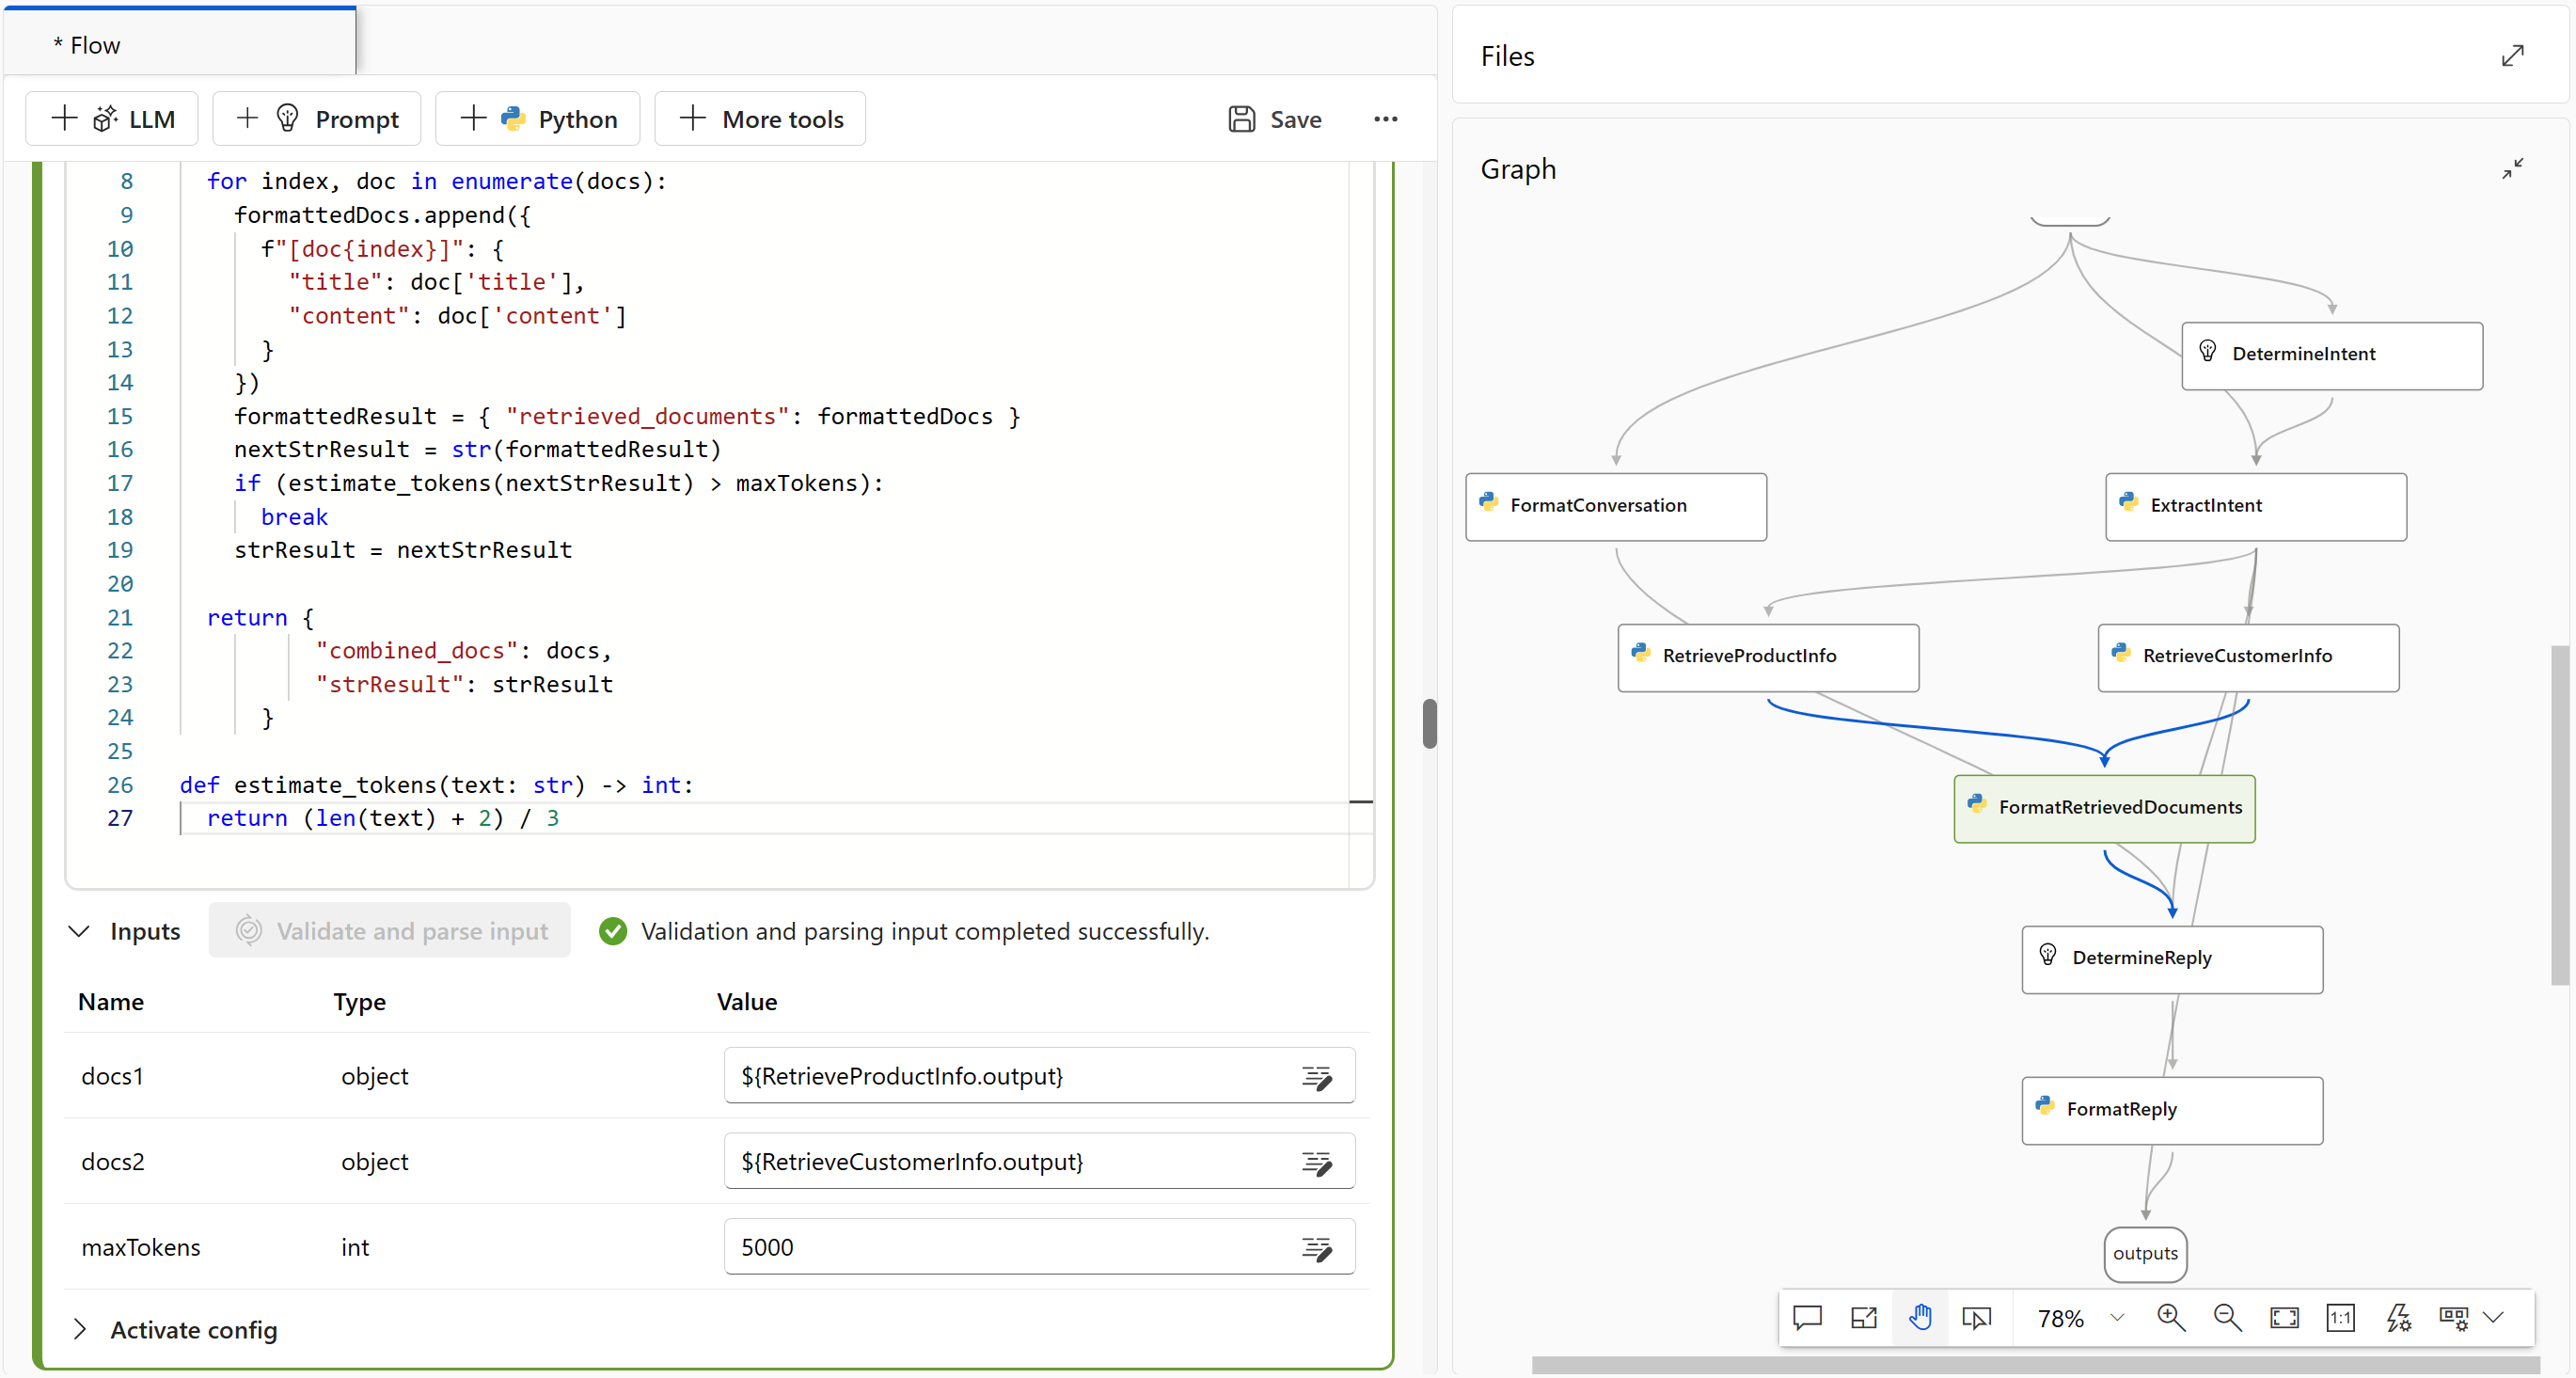 * Flow
LLM
Prompt
Python
More tools
Save
8 for index, doc in enumerate(docs):
9 formattedDocs.append({
10 f"[doc{index}]": {
11 "title": doc['title'],
12 "content": doc['content']
13 }
14 })
15 formattedResult = { "retrieved_documents": formattedDocs }
16 nextStrResult = str(formattedResult)
17 if (estimate_tokens(nextStrResult) > maxTokens):
18 break
19 strResult = nextStrResult
20
21 return {
22 "combined_docs": docs,
23 "strResult": strResult
24 }
25
26 def estimate_tokens(text: str) -> int:
27 return (len(text) + 2) / 3
Inputs
Validate and parse input
Validation and parsing input completed successfully.
Name Type Value
docs1 object ${RetrieveProductInfo.output}
docs2 object ${RetrieveCustomerInfo.output}
maxTokens int 5000
Activate config
Files
Graph
DetermineIntent
FormatConversation
ExtractIntent
RetrieveProductInfo
RetrieveCustomerInfo
FormatRetrievedDocuments
DetermineReply
FormatReply
outputs
78%
1:1